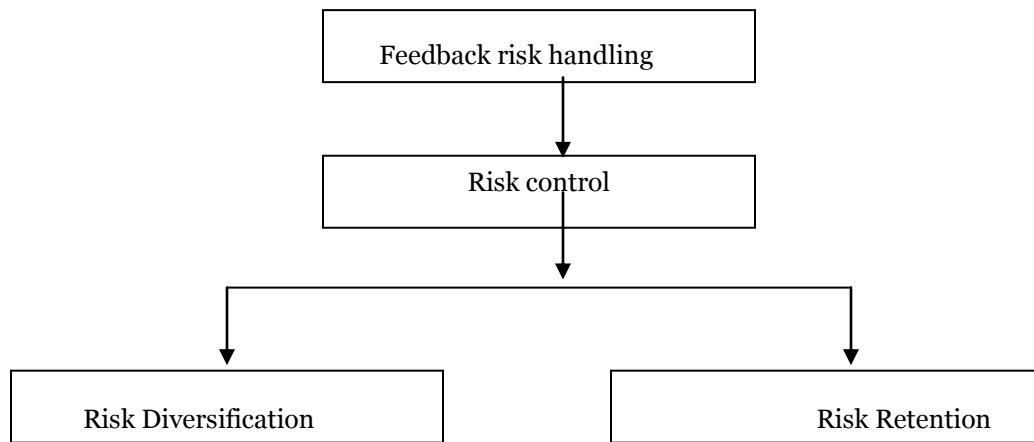 Feedback risk handling
Risk control
Risk Diversification
Risk Retention